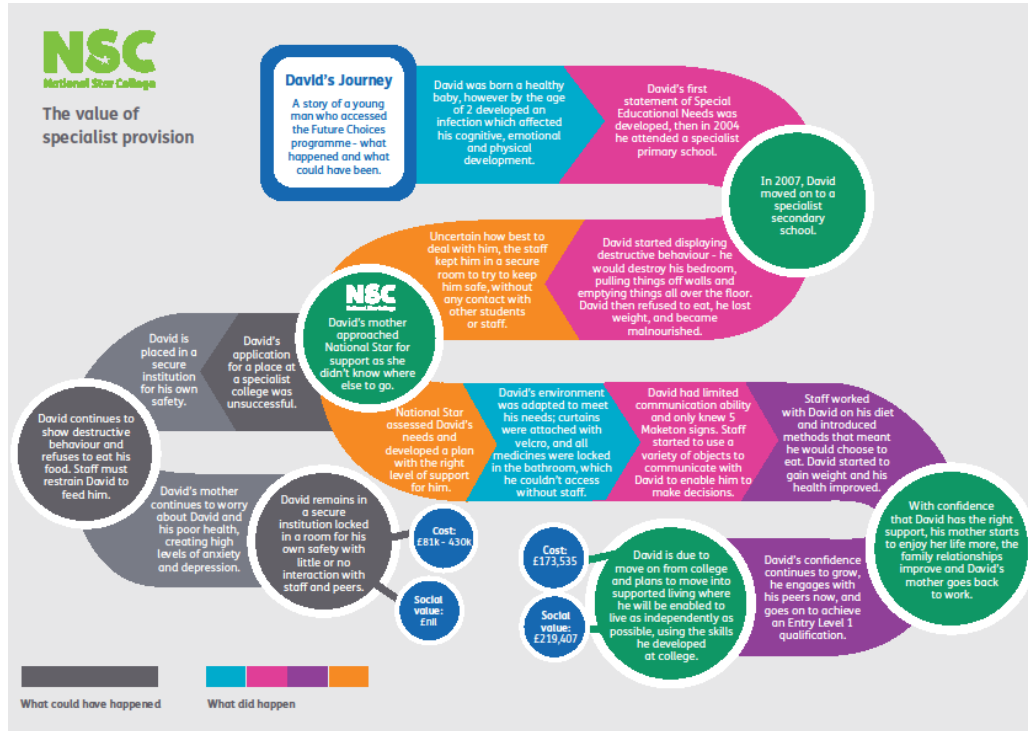 NSC
National Star College
The value of
specialist provision
David's Journey
A story of a young
man who accessed
the Future Choices
programme - what
happened and what
could have been.
David was born a healthy
baby, however by the age
of 2 developed an
infection which affected
his cognitive, emotional
and physical
development.
David's first
statement of Special
Educational Needs was
developed, then in 2004
he attended a specialist
primary school.
In 2007, David
moved on to a
specialist
secondary
school.
David started displaying
destructive behaviour - he
would destroy his bedroom,
pulling things off walls and
emptying things all over the floor.
David then refused to eat, he lost
weight, and became
malnourished.
Uncertain how best to
deal with him, the staff
kept him in a secure
room to try to keep
him safe, without
any contact with
other students
or staff.
NSC
National Star College
David's mother
approached
National Star for
support as she
didn't know where
else to go.
David's
application
for a place at
a specialist
college was
unsuccessful.
David is
placed in a
secure
institution
for his own
safety.
David continues to
show destructive
behaviour and
refuses to eat his
food. Staff must
restrain David to
feed him.
David's mother
continues to worry
about David and
his poor health,
creating high
levels of anxiety
and depression.
David remains in
a secure
institution locked
in a room for his
own safety with
little or no
interaction with
staff and peers.
Cost:
£81k - 430k
Social
value:
£nil
National Star
assessed David's
needs and
developed a plan
with the right
level of support
for him.
David's environment
was adapted to meet
his needs; curtains
were attached with
velcro, and all
medicines were locked
in the bathroom, which
he couldn't access
without staff.
David had limited
communication ability
and only knew 5
Maketon signs. Staff
started to use a
variety of objects to
communicate with
David to enable him to
make decisions.
Staff worked
with David on his diet
and introduced
methods that meant
he would choose to
eat. David started to
gain weight and his
health improved.
With confidence
that David has the right
support, his mother starts
to enjoy her life more, the
family relationships
improve and David's
mother goes back
to work.
David's confidence
continues to grow,
he engages with
his peers now, and
goes on to achieve
an Entry Level 1
qualification.
David is due to
move on from college
and plans to move into
supported living where
he will be enabled to
live as independently as
possible, using the skills
he developed
at college.
Cost:
£173,535
Social
value:
£219,407
What could have happened
What did happen